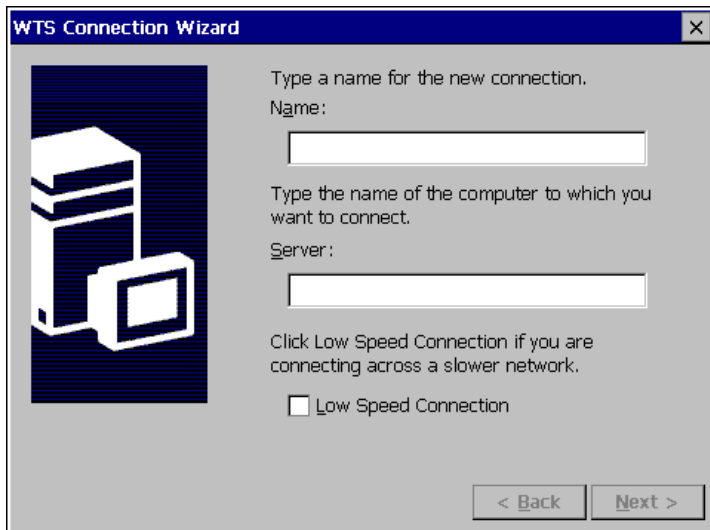 WTS Connection Wizard
Type a name for the new connection.
Name:
Type the name of the computer to which you
want to connect.
Server:
Click Low Speed Connection if you are
connecting across a slower network.
Low Speed Connection
< Back Next >